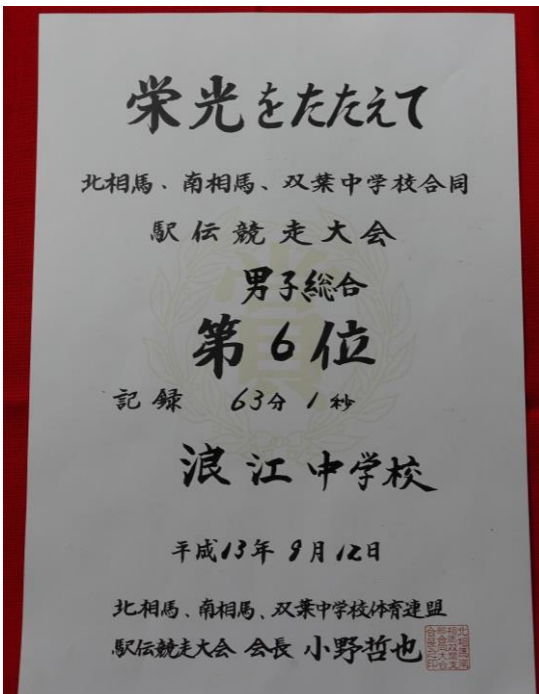 栄光をたたえて
北相馬、南相馬、双葉中学校合同
駅伝競走大会
賞
男子総合
第6位
記録 63分1秒
浪江中学校
平成13年9月12日
北相馬、南相馬、双葉中学校体育連盟
駅伝競走大会 会長 小野哲也